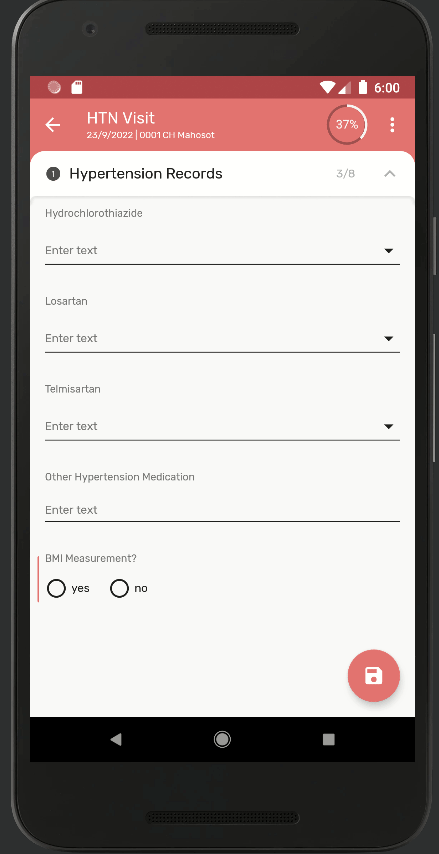 6:00
HTN Visit
23/9/2022 | 0001 CH Mahosot
37%
1 Hypertension Records 3/8
Hydrochlorothiazide
Enter text
Losartan
Enter text
Telmisartan
Enter text
Other Hypertension Medication
Enter text
BMI Measurement?
yes no